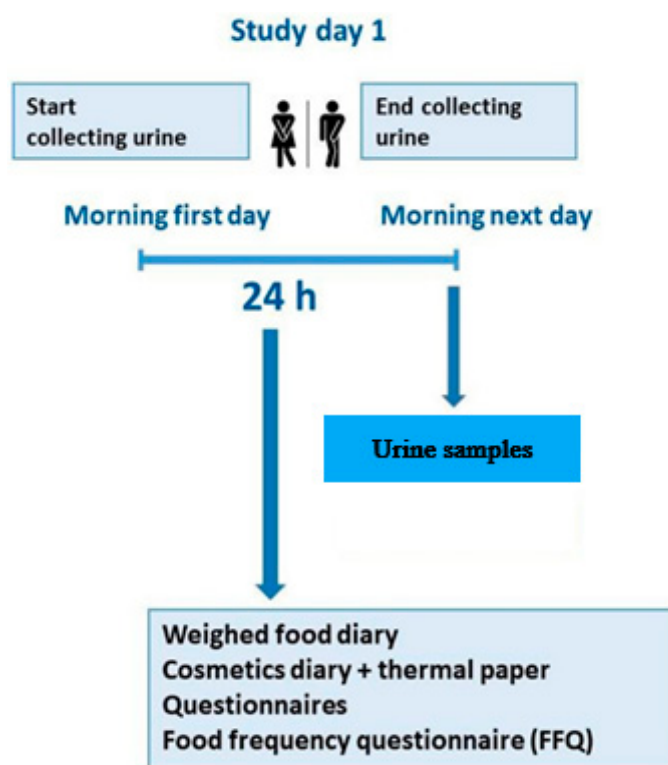 Study day 1
Start
collecting urine
End collecting
urine
Morning first day
Morning next day
24 h
Urine samples
Weighed food diary
Cosmetics diary + thermal paper
Questionnaires
Food frequency questionnaire (FFQ)